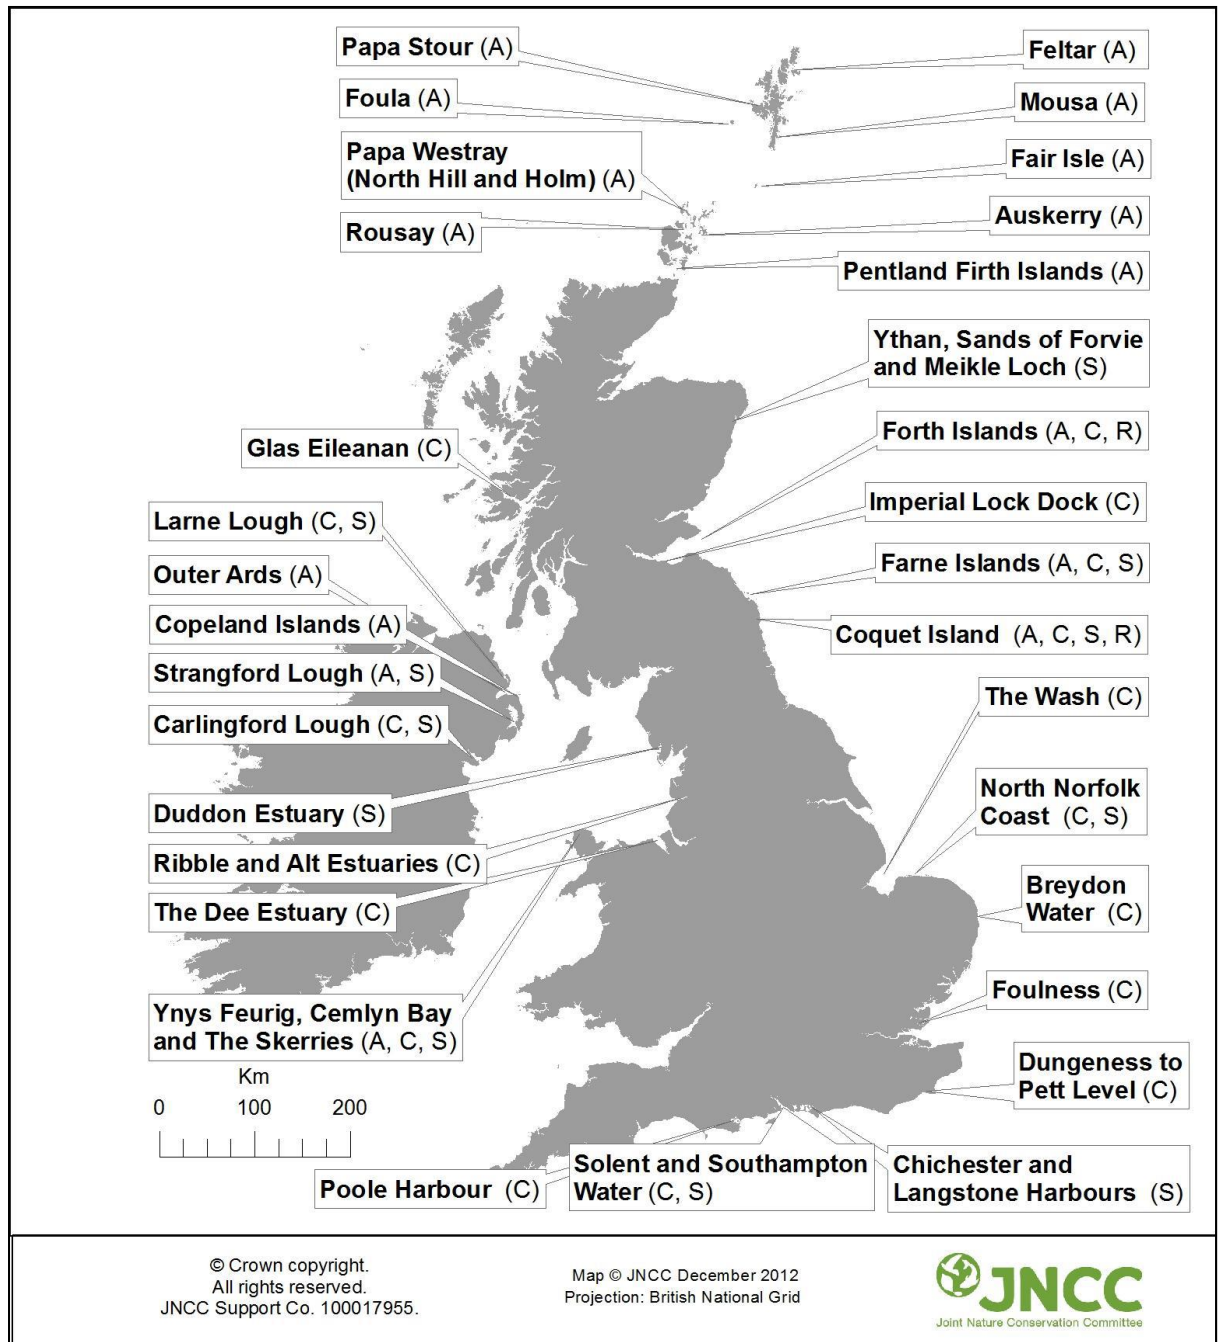 Papa Stour (A)
Feltar (A)
Foula (A)
Mousa (A)
Papa Westray
(North Hill and Holm) (A)
Fair Isle (A)
Rousay (A)
Auskerry (A)
Pentland Firth Islands (A)
Ythan, Sands of Forvie
and Meikle Loch (S)
Forth Islands (A, C, R)
Glas Eileanan (C)
Imperial Lock Dock (C)
Larne Lough (C, S)
Farne Islands (A, C, S)
Outer Ards (A)
Copeland Islands (A)
Coquet Island (A, C, S, R)
Strangford Lough (A, S)
The Wash (C)
Carlingford Lough (C, S)
North Norfolk
Coast (C, S)
Duddon Estuary (S)
Ribble and Alt Estuaries (C)
Breydon
Water (C)
The Dee Estuary (C)
Foulness (C)
Ynys Feurig, Cemlyn Bay
and The Skerries (A, C, S)
Dungeness to
Pett Level (C)
Km
0 100 200
Solent and Southampton
Water (C, S)
Chichester and
Langstone Harbours (S)
Poole Harbour (C)
© Crown copyright.
All rights reserved.
JNCC Support Co. 100017955.
Map © JNCC December 2012
Projection: British National Grid
JNCC
Joint Nature Conservation Committee